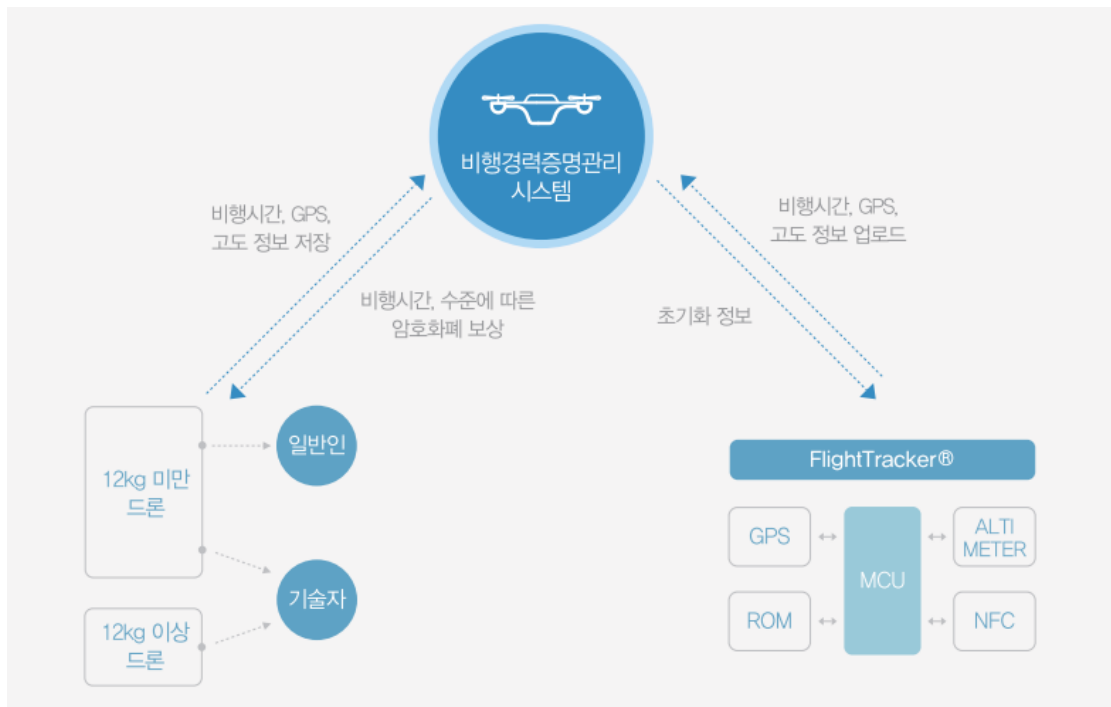 비행경력증명관리
시스템
비행시간, GPS,
고도 정보 저장
비행시간, GPS,
고도 정보 업로드
비행시간, 수준에 따른
암호화폐 보상
초기화 정보
12kg 미만
드론
일반인
기술자
12kg 이상
드론
FlightTracker®
GPS
MCU
ALTI
METER
ROM
NFC